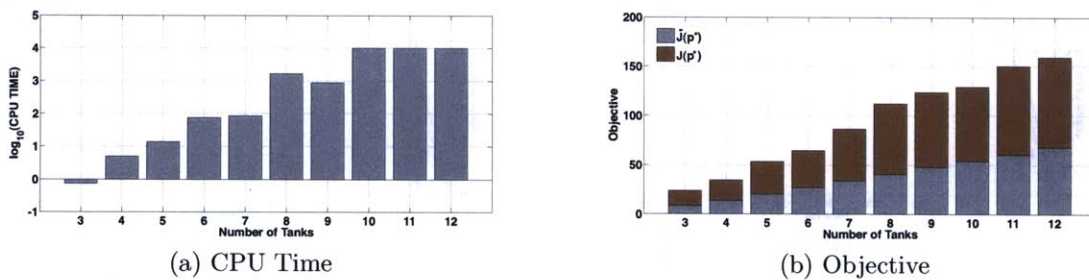 5
4
3
2
1
0
-1
log10(CPU TIME)
3 4 5 6 7 8 9 10 11 12
Number of Tanks
(a) CPU Time
200
150
100
50
0
Objective
J̄(p*)
J(p*)
3 4 5 6 7 8 9 10 11 12
Number of Tanks
(b) Objective